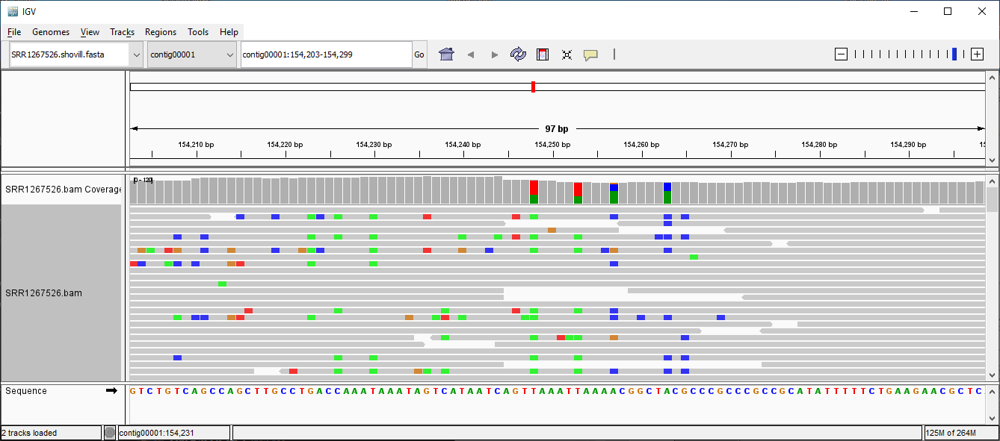 IGV
File Genomes View Tracks Regions Tools Help
SRR1267526.shovill.fasta contig00001 contig00001:154,203-154,299 Go
97 bp
154,210 bp 154,220 bp 154,230 bp 154,240 bp 154,250 bp 154,260 bp 154,270 bp 154,280 bp 154,290 bp
[0 - 120]
SRR1267526.bam Coverage
SRR1267526.bam
Sequence G T C T G T C A G C C A G C T T G C C T G A C C A A A T A A A T A G T C A T A A T C A G T T A A A T T A A A A C G G C T A C G C C C G C C C G C C G C A T A T T T T T C T G A A G A A C G C T C
2 tracks loaded contig00001:154,231 125M of 264M